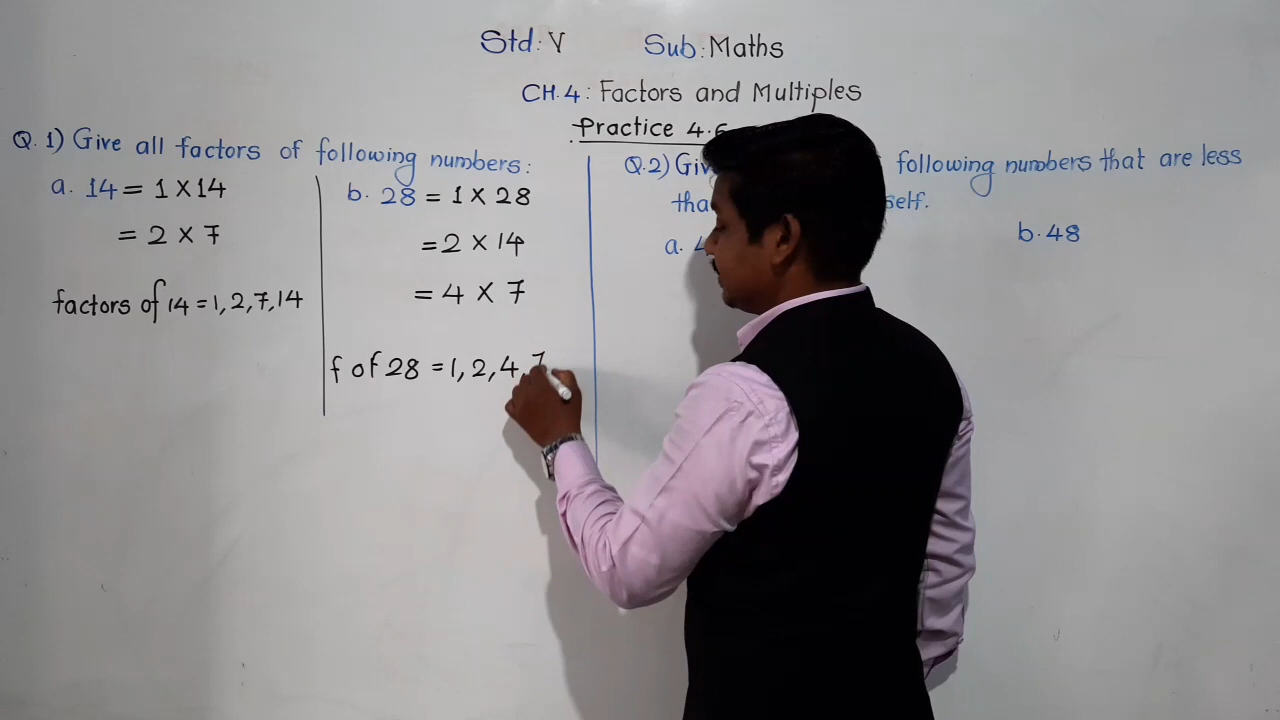 Std: V Sub: Maths
CH.4: Factors and Multiples
Practice 4.6
Q.1) Give all factors of following numbers:
a. 14 = 1 X 14
= 2 X 7
factors of 14 = 1, 2, 7, 14
b. 28 = 1 X 28
= 2 X 14
= 4 X 7
f of 28 = 1, 2, 4, 7
Q.2) Giv following numbers that are less
tha self.
a. 4
b. 48